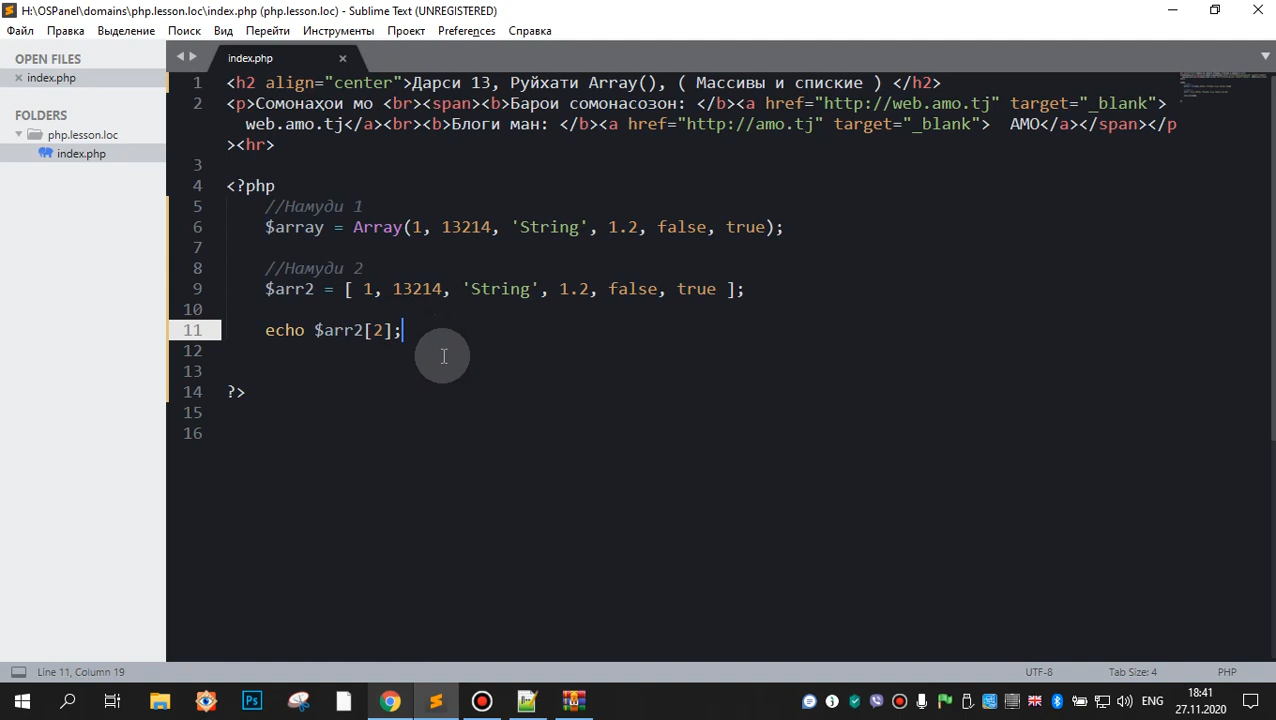 H:\OSPanel\domains\php.lesson.loc\index.php (php.lesson.loc) - Sublime Text (UNREGISTERED)
Файл Правка Выделение Поиск Вид Перейти Инструменты Проект Preferences Справка
OPEN FILES
index.php
FOLDERS
php.lesson.loc
index.php
index.php
1 <h2 align="center">Дарси 13, Руйхати Array(), ( Массивы и спиские ) </h2>
2 <p>Сомонаҳои мо <br><span><b>Барои сомонасозон: </b><a href="http://web.amo.tj" target="_blank">
web.amo.tj</a><br><b>Блоги ман: </b><a href="http://amo.tj" target="_blank"> АМО</a></span></p
><hr>
3
4 <?php
5 //Намуди 1
6 $array = Array(1, 13214, 'String', 1.2, false, true);
7
8 //Намуди 2
9 $arr2 = [ 1, 13214, 'String', 1.2, false, true ];
10
11 echo $arr2[2];
12
13
14 ?>
15
16
Line 11, Column 19
UTF-8
Tab Size: 4
PHP
Ps
ENG
18:41
27.11.2020